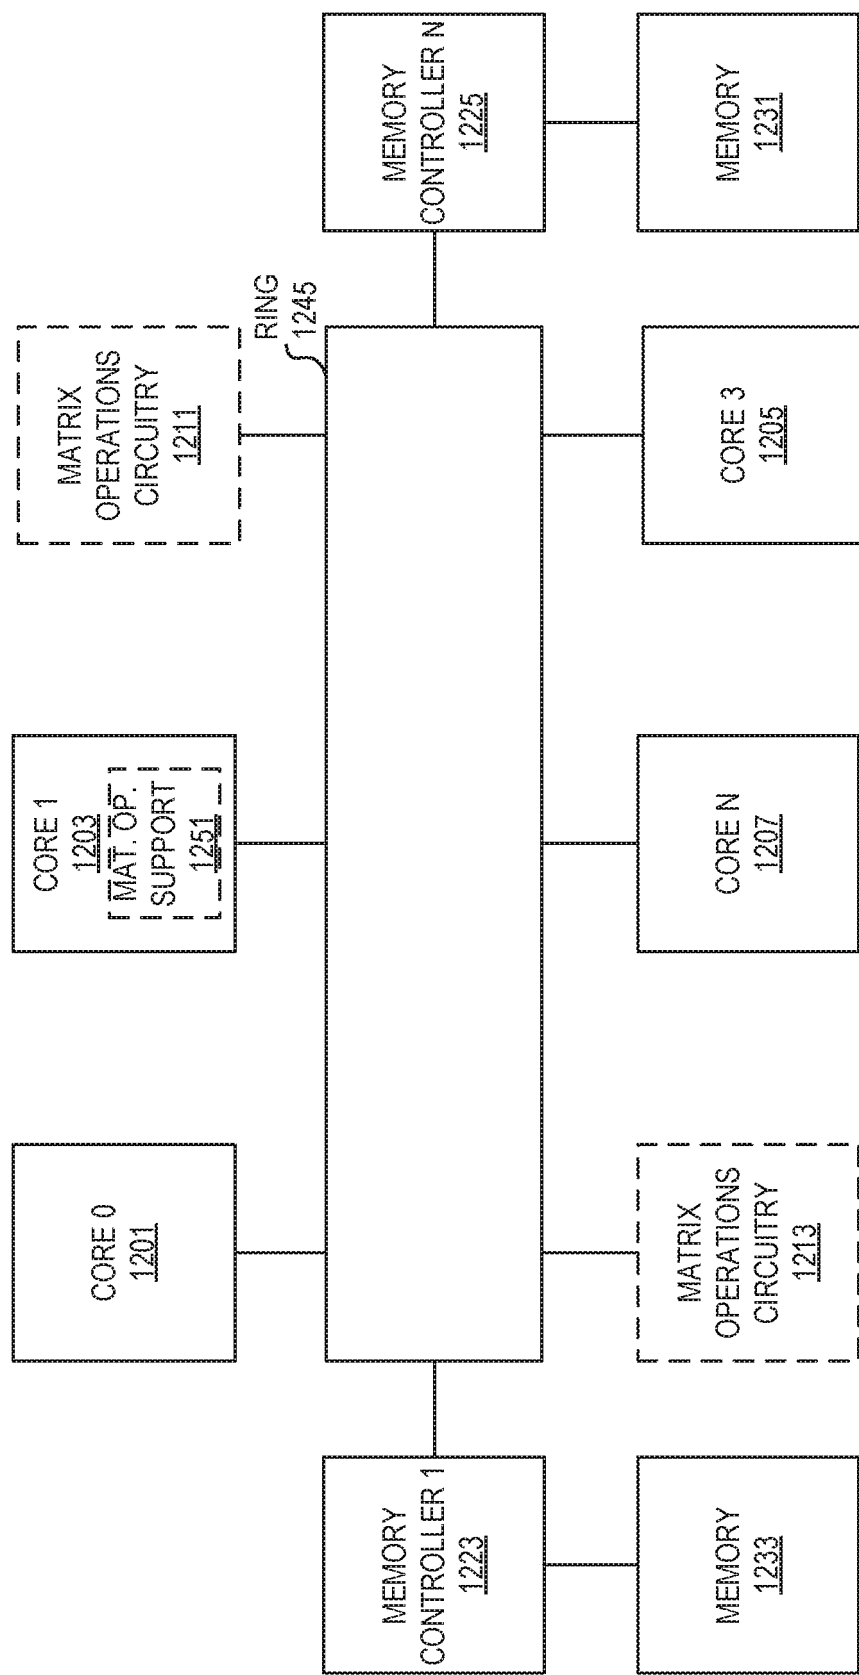 CORE 0
1201
CORE 1
1203
MAT. OP.
SUPPORT
1251
MATRIX
OPERATIONS
CIRCUITRY
1211
RING
1245
MEMORY
CONTROLLER 1
1223
MEMORY
CONTROLLER N
1225
MEMORY
1233
MATRIX
OPERATIONS
CIRCUITRY
1213
CORE N
1207
CORE 3
1205
MEMORY
1231